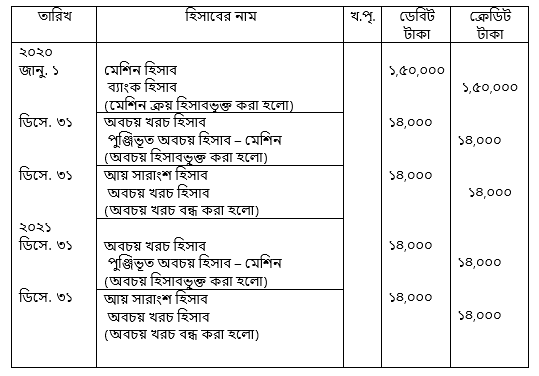 তারিখ হিসাবের নাম খ.পৃ. ডেবিট টাকা ক্রেডিট টাকা
২০২০
জানু. ১ মেশিন হিসাব ১,৫০,০০০
ব্যাংক হিসাব ১,৫০,০০০
(মেশিন ক্রয় হিসাবভূক্ত করা হলো)
ডিসে. ৩১ অবচয় খরচ হিসাব ১৪,০০০
পুঞ্জিভূত অবচয় হিসাব – মেশিন ১৪,০০০
(অবচয় হিসাবভূক্ত করা হলো)
ডিসে. ৩১ আয় সারাংশ হিসাব ১৪,০০০
অবচয় খরচ হিসাব ১৪,০০০
(অবচয় খরচ বন্ধ করা হলো)
২০২১
ডিসে. ৩১ অবচয় খরচ হিসাব ১৪,০০০
পুঞ্জিভূত অবচয় হিসাব – মেশিন ১৪,০০০
(অবচয় হিসাবভূক্ত করা হলো)
ডিসে. ৩১ আয় সারাংশ হিসাব ১৪,০০০
অবচয় খরচ হিসাব ১৪,০০০
(অবচয় খরচ বন্ধ করা হলো)